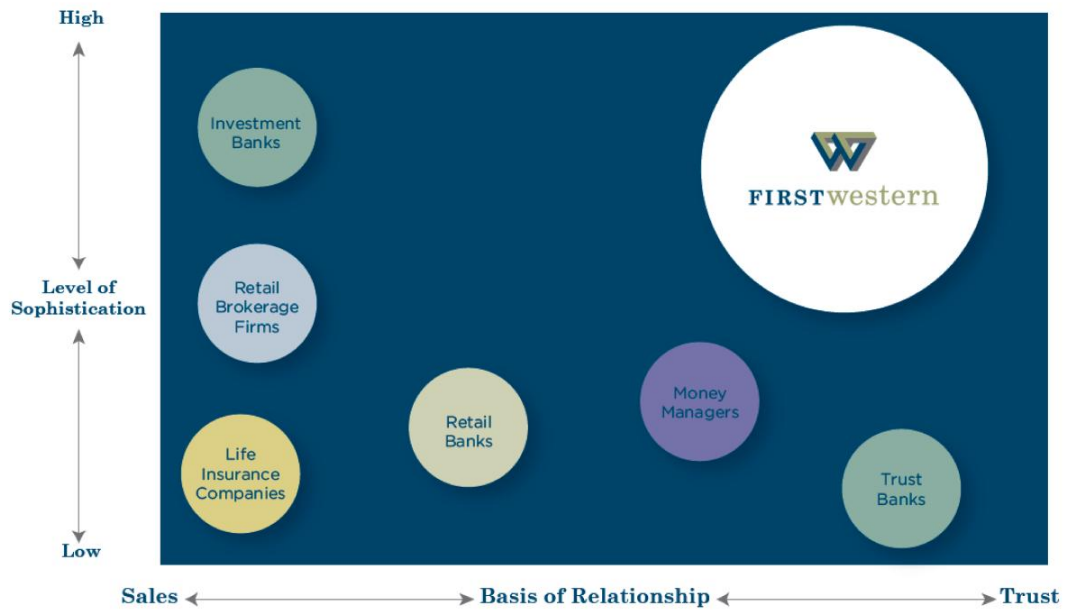 High
Investment
Banks
FIRSTwestern
Level of
Sophistication
Retail
Brokerage
Firms
Money
Managers
Retail
Banks
Life
Insurance
Companies
Trust
Banks
Low
Sales
Basis of Relationship
Trust